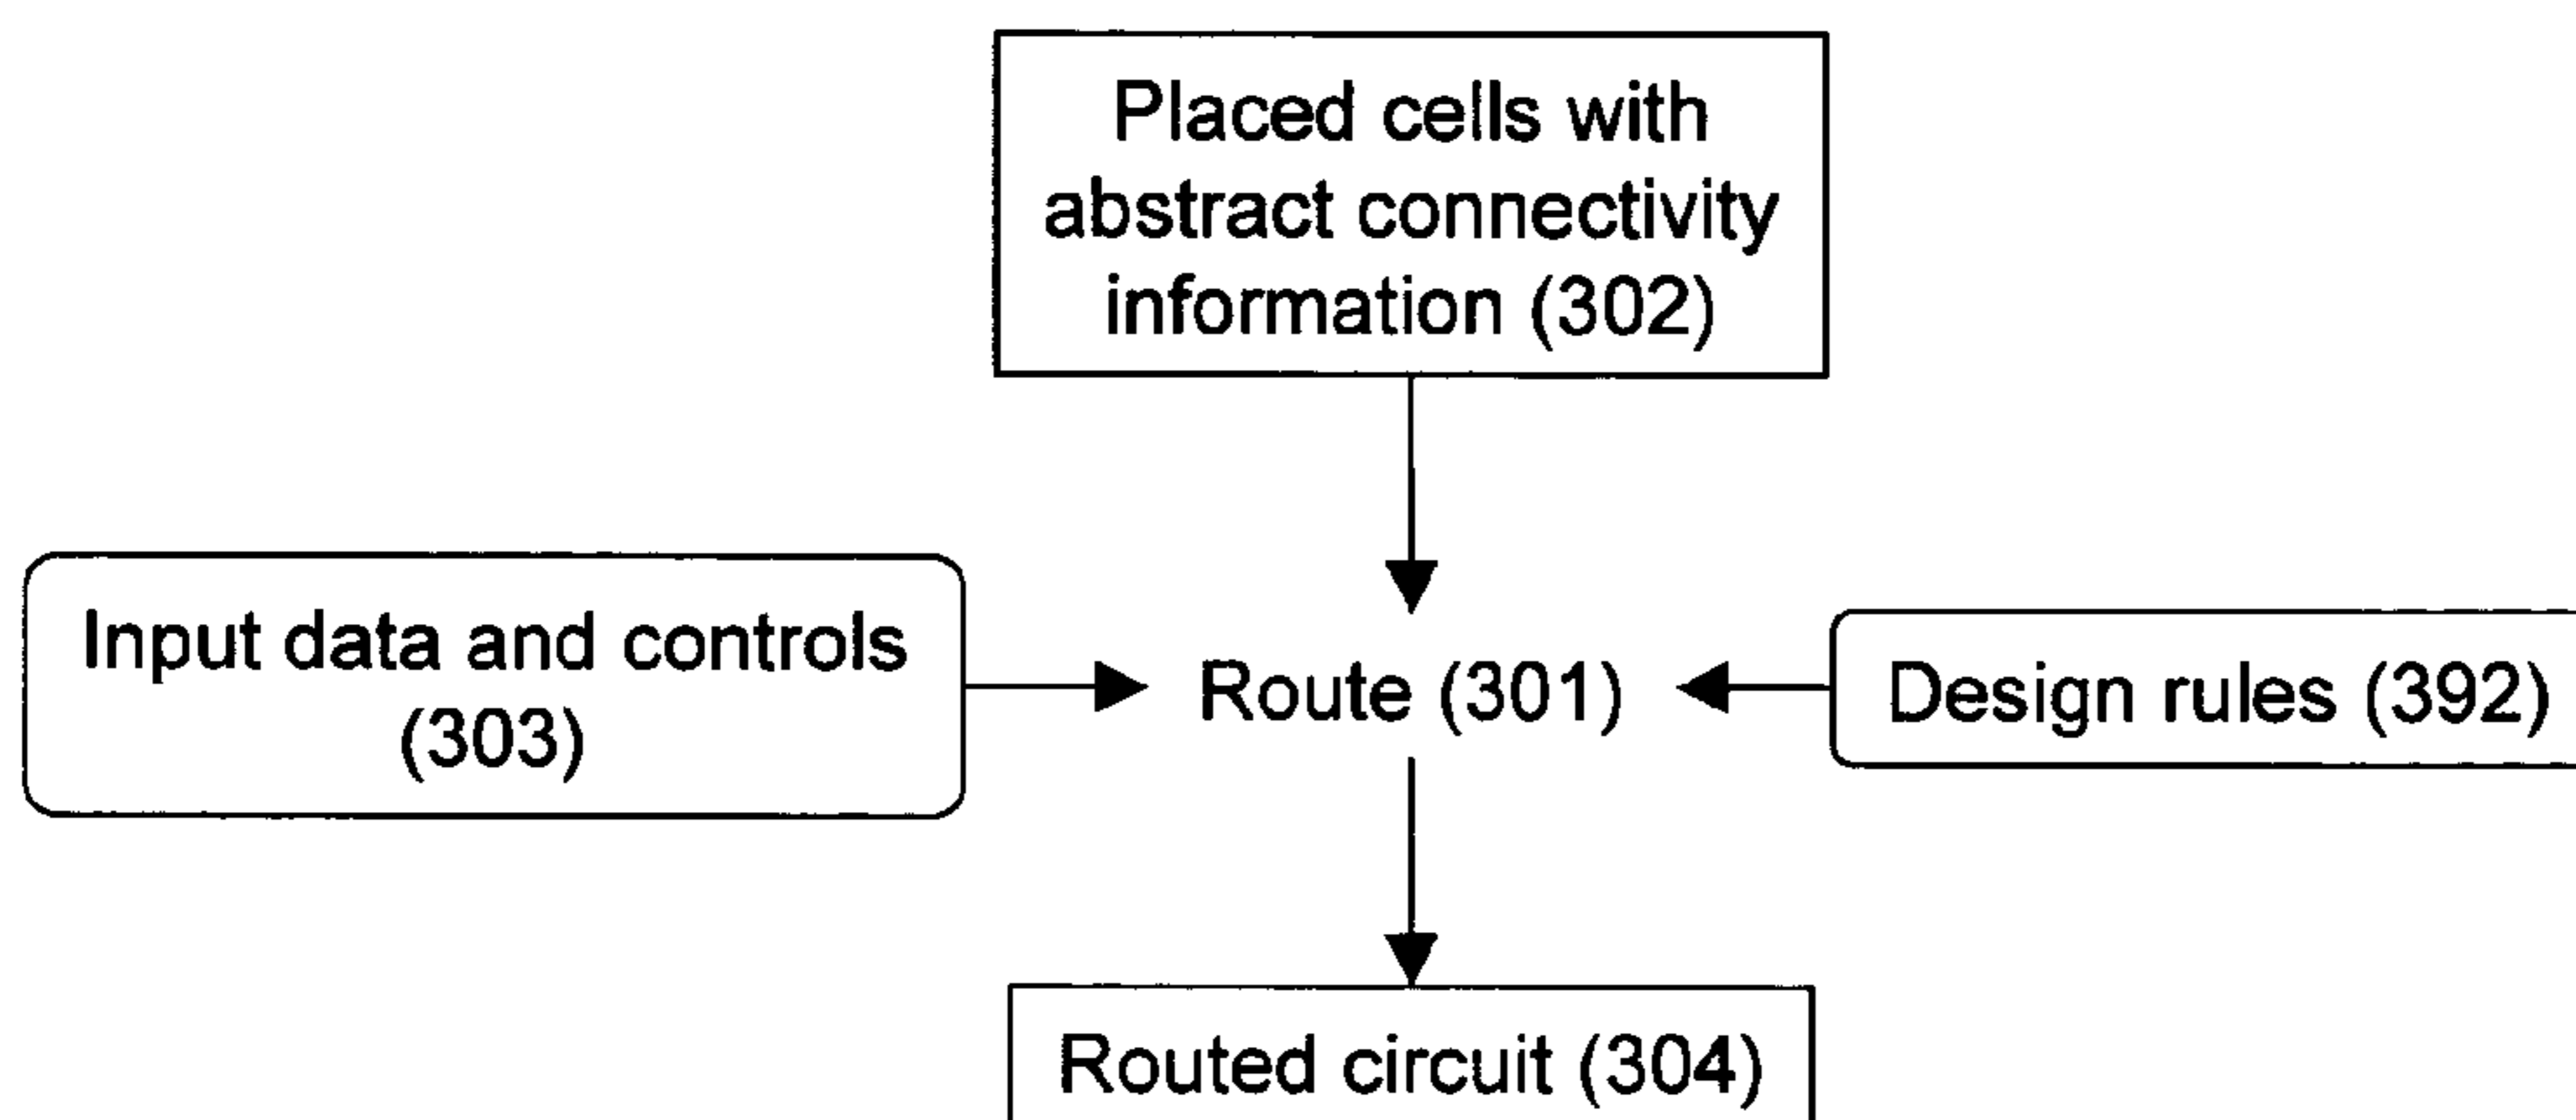 Placed cells with
abstract connectivity
information (302)
Input data and controls
(303)
Route (301)
Design rules (392)
Routed circuit (304)